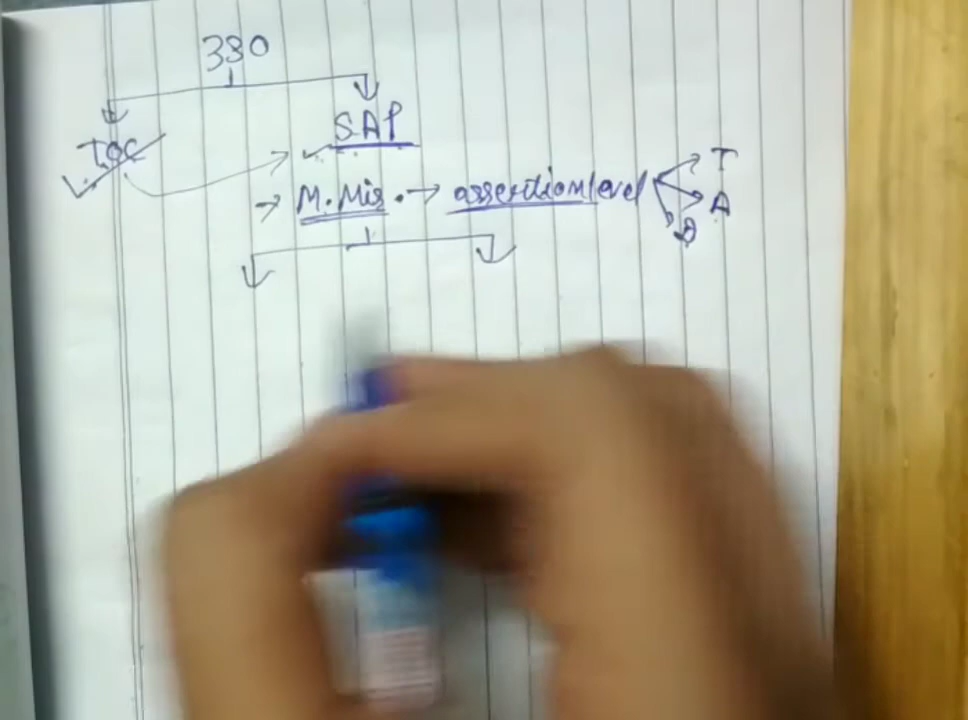 330
TOC SAP
M. Mis. → assertion level T
A
D